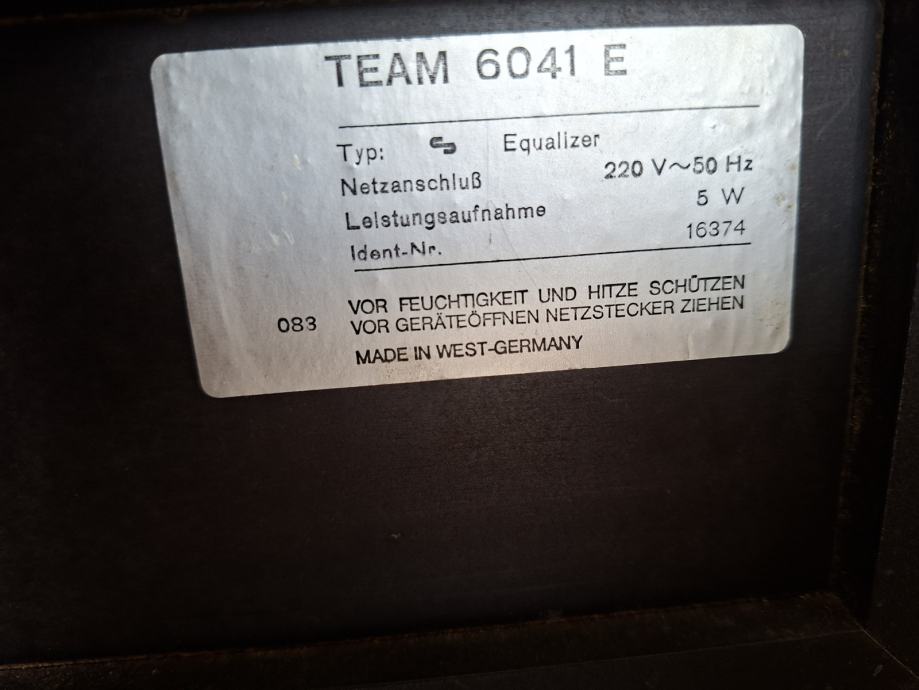 TEAM 6041 E
Typ: Equalizer
Netzanschluß 220 V~50 Hz
Leistungsaufnahme 5 W
Ident-Nr. 16374
083
VOR FEUCHTIGKEIT UND HITZE SCHÜTZEN
VOR GERÄTEÖFFNEN NETZSTECKER ZIEHEN
MADE IN WEST-GERMANY